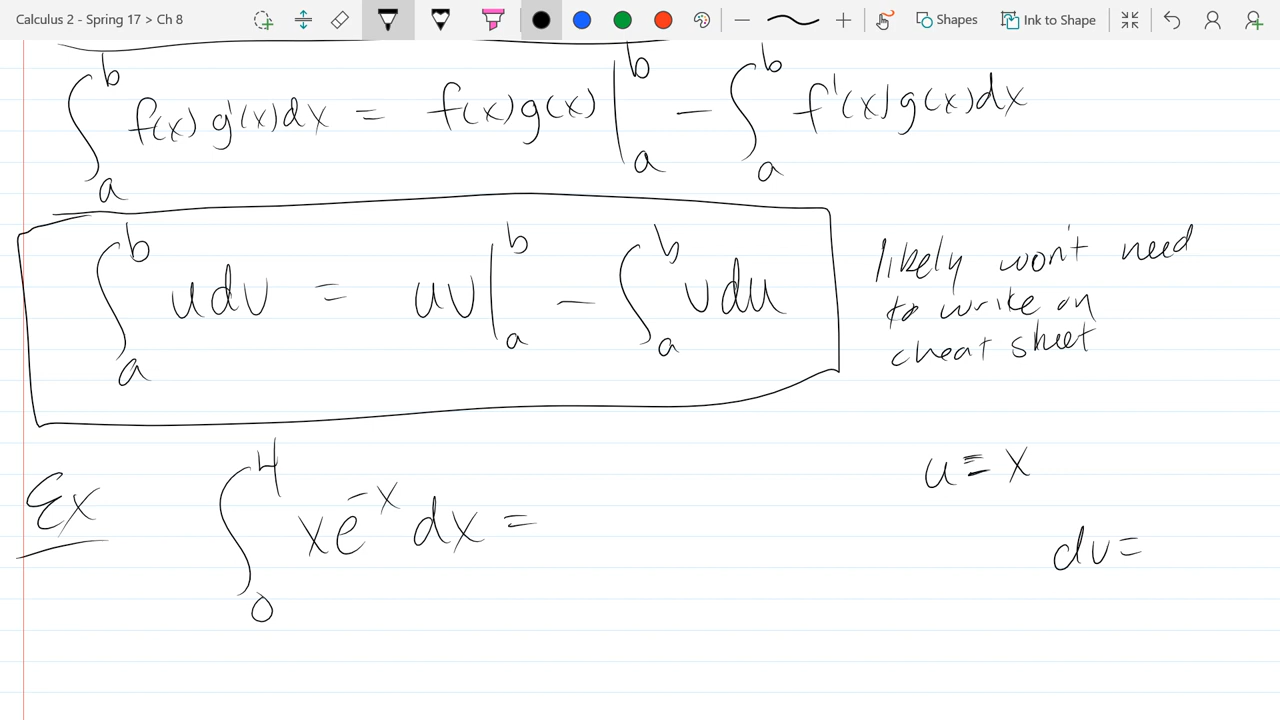 Calculus 2 - Spring 17 > Ch 8
Shapes
Ink to Shape
∫_a^b f(x) g'(x)dx = f(x)g(x) |_a^b − ∫_a^b f'(x)g(x)dx
∫_a^b udv = uv |_a^b − ∫_a^b vdu
likely won't need
to write on
cheat sheet
Ex ∫_0^4 xe^{-x} dx =
u = x
dv =